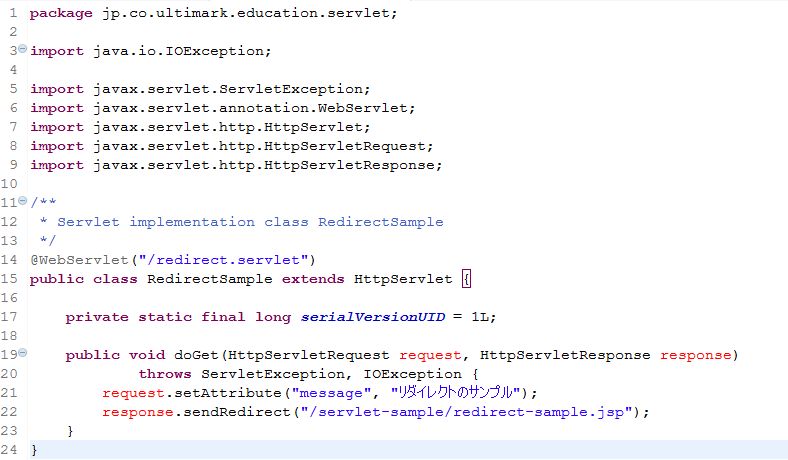 1 package jp.co.ultimark.education.servlet;
2
3 import java.io.IOException;
4
5 import javax.servlet.ServletException;
6 import javax.servlet.annotation.WebServlet;
7 import javax.servlet.http.HttpServlet;
8 import javax.servlet.http.HttpServletRequest;
9 import javax.servlet.http.HttpServletResponse;
10
11 /**
12 * Servlet implementation class RedirectSample
13 */
14 @WebServlet("/redirect.servlet")
15 public class RedirectSample extends HttpServlet {
16
17 private static final long serialVersionUID = 1L;
18
19 public void doGet(HttpServletRequest request, HttpServletResponse response)
20 throws ServletException, IOException {
21 request.setAttribute("message", "リダイレクトのサンプル");
22 response.sendRedirect("/servlet-sample/redirect-sample.jsp");
23 }
24 }